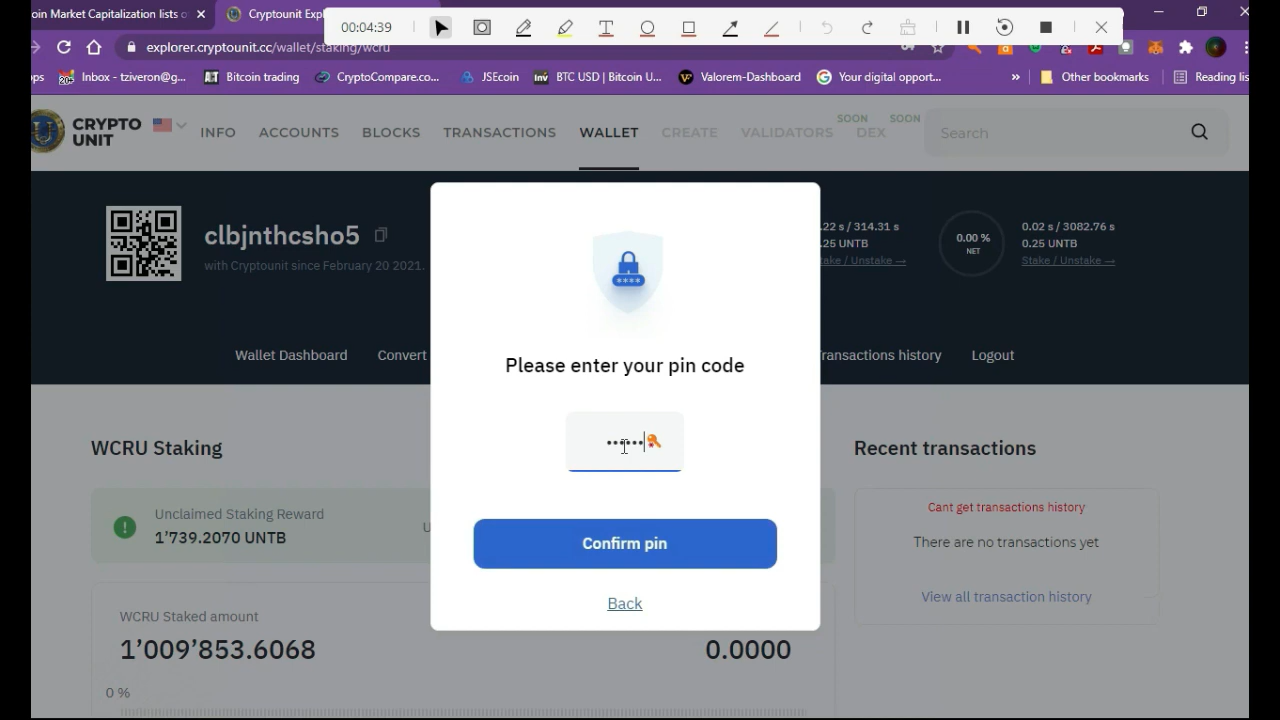 oin Market Capitalization lists o
Cryptounit Exp
00:04:39
explorer.cryptounit.cc/wallet/staking/wcru
ps
Inbox - tziveron@g...
Bitcoin trading
CryptoCompare.co...
JSEcoin
BTC USD | Bitcoin U...
Valorem-Dashboard
Your digital opport...
»
Other bookmarks
Reading lis
CRYPTO
UNIT
INFO
ACCOUNTS
BLOCKS
TRANSACTIONS
WALLET
CREATE
VALIDATORS
SOON
DEX
SOON
Search
clbjnthcsho5
with Cryptounit since February 20 2021.
.22 s / 314.31 s
.25 UNTB
take / Unstake →
0.00 %
NET
0.02 s / 3082.76 s
0.25 UNTB
Stake / Unstake →
Wallet Dashboard
Convert
Transactions history
Logout
Please enter your pin code
••••••
Confirm pin
Back
WCRU Staking
Unclaimed Staking Reward
1’739.2070 UNTB
U
WCRU Staked amount
1’009’853.6068
0.0000
0 %
Recent transactions
Cant get transactions history
There are no transactions yet
View all transaction history